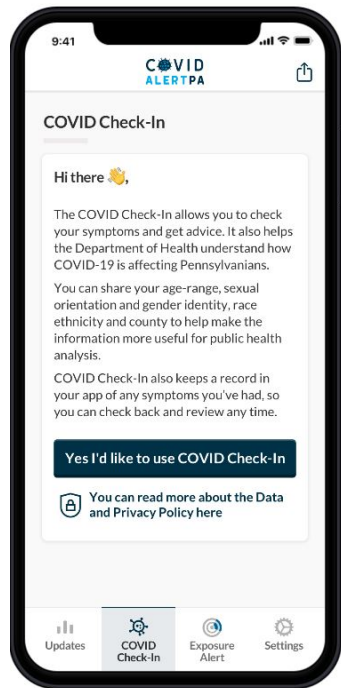 9:41
COVID
ALERTPA
COVID Check-In
Hi there 👋,
The COVID Check-In allows you to check
your symptoms and get advice. It also helps
the Department of Health understand how
COVID-19 is affecting Pennsylvanians.
You can share your age-range, sexual
orientation and gender identity, race
ethnicity and county to help make the
information more useful for public health
analysis.
COVID Check-In also keeps a record in
your app of any symptoms you've had, so
you can check back and review any time.
Yes I'd like to use COVID Check-In
You can read more about the Data
and Privacy Policy here
Updates
COVID
Check-In
Exposure
Alert
Settings